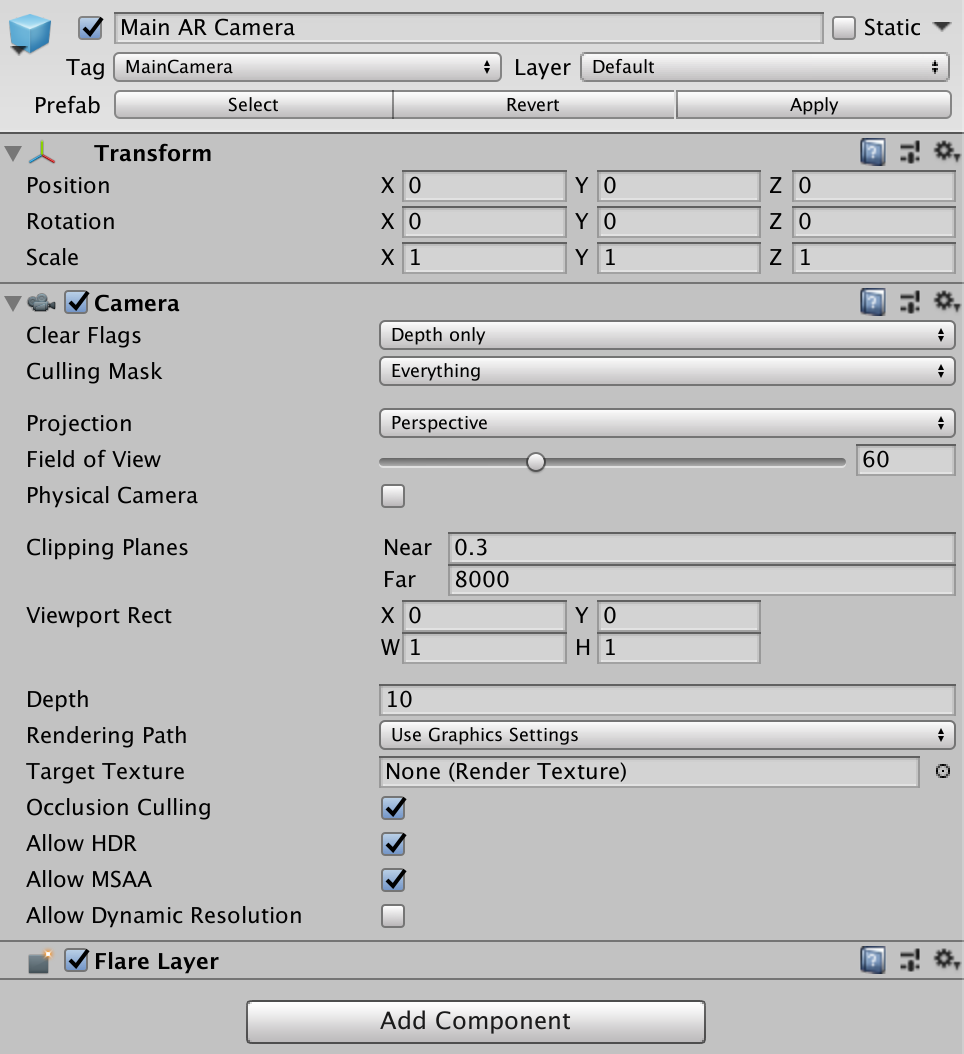 Main AR Camera Static
Tag MainCamera Layer Default
Prefab Select Revert Apply
Transform
Position X 0 Y 0 Z 0
Rotation X 0 Y 0 Z 0
Scale X 1 Y 1 Z 1
Camera
Clear Flags Depth only
Culling Mask Everything
Projection Perspective
Field of View 60
Physical Camera
Clipping Planes Near 0.3
Far 8000
Viewport Rect X 0 Y 0
W 1 H 1
Depth 10
Rendering Path Use Graphics Settings
Target Texture None (Render Texture)
Occlusion Culling
Allow HDR
Allow MSAA
Allow Dynamic Resolution
Flare Layer
Add Component